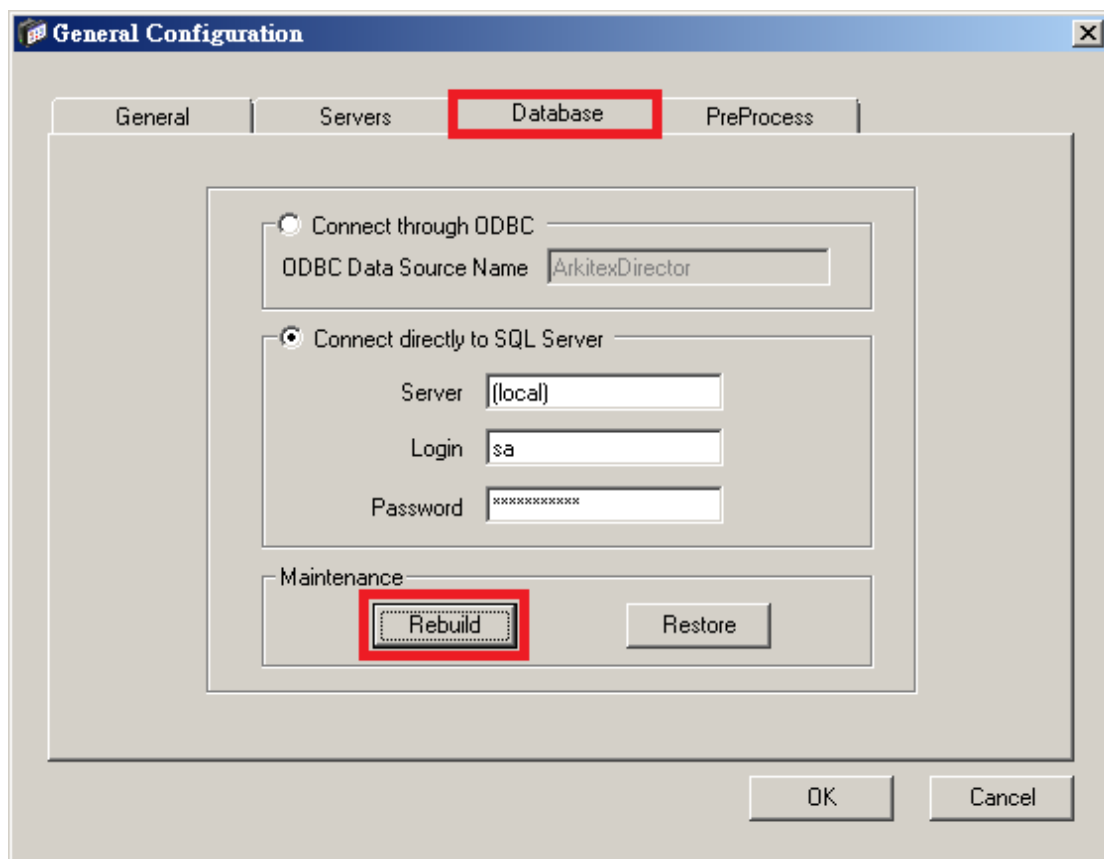 General Configuration
General Servers Database PreProcess
Connect through ODBC
ODBC Data Source Name ArkitexDirector
Connect directly to SQL Server
Server (local)
Login sa
Password ***********
Maintenance
Rebuild Restore
OK Cancel